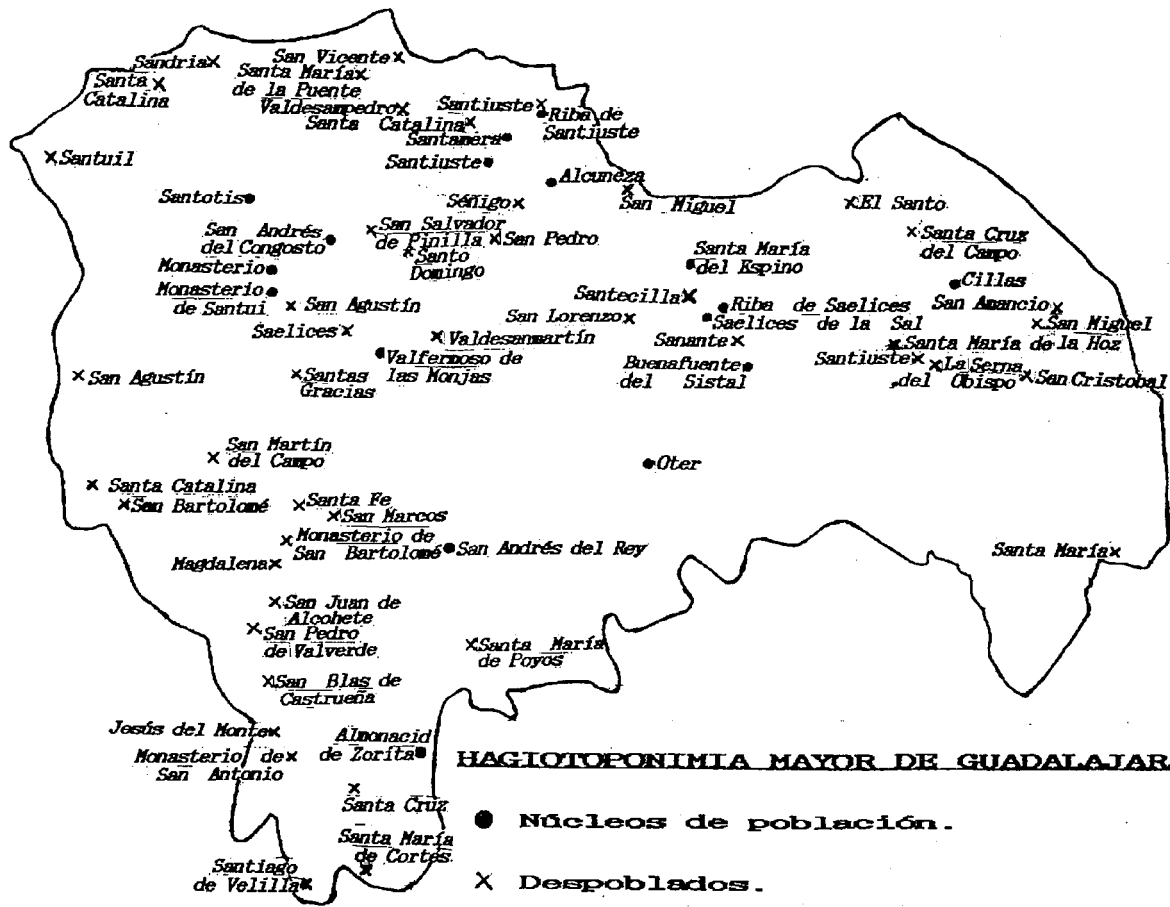 San Vicente
Sandria
Santa María
de la Puente
Santa
Catalina
Valdesampedro
Santiuste
Riba de
Santiuste
Santa Catalina
Santamera
Santiuste
Santuil
Alcuneza
San Miguel
Santotis
Séñigo
El Santo
San Andrés
del Congosto
San Salvador
de Pinilla
San Pedro
Santo
Domingo
Santa Cruz
del Campo
Santa María
del Espino
Monasterio
Cillas
Monasterio
de Santui
San Agustín
Santecilla
Riba de Saelices
San Amancio
San Lorenzo
Saelices de la Sal
San Miguel
Saelices
Valdesanmartín
Sanante
Santa María de la Hoz
Valfermoso de
las Monjas
Buenafuente
del Sistal
Santiuste
La Serna
del Obispo
San Agustín
Santas
Gracias
San Cristobal
San Martín
del Campo
Oter
Santa Catalina
San Bartolomé
Santa Fe
San Marcos
Monasterio de
San Bartolomé
San Andrés del Rey
Magdalena
Santa María
San Juan de
Alcohete
San Pedro
de Valverde
Santa María
de Poyos
San Blas de
Castrueña
Jesús del Monte
Almonacid
de Zorita
Monasterio de
San Antonio
HAGIOTOPONIMIA MAYOR DE GUADALAJAR
Santa Cruz
Núcleos de población.
Santa María
de Cortes
Santiago
de Velilla
Despoblados.